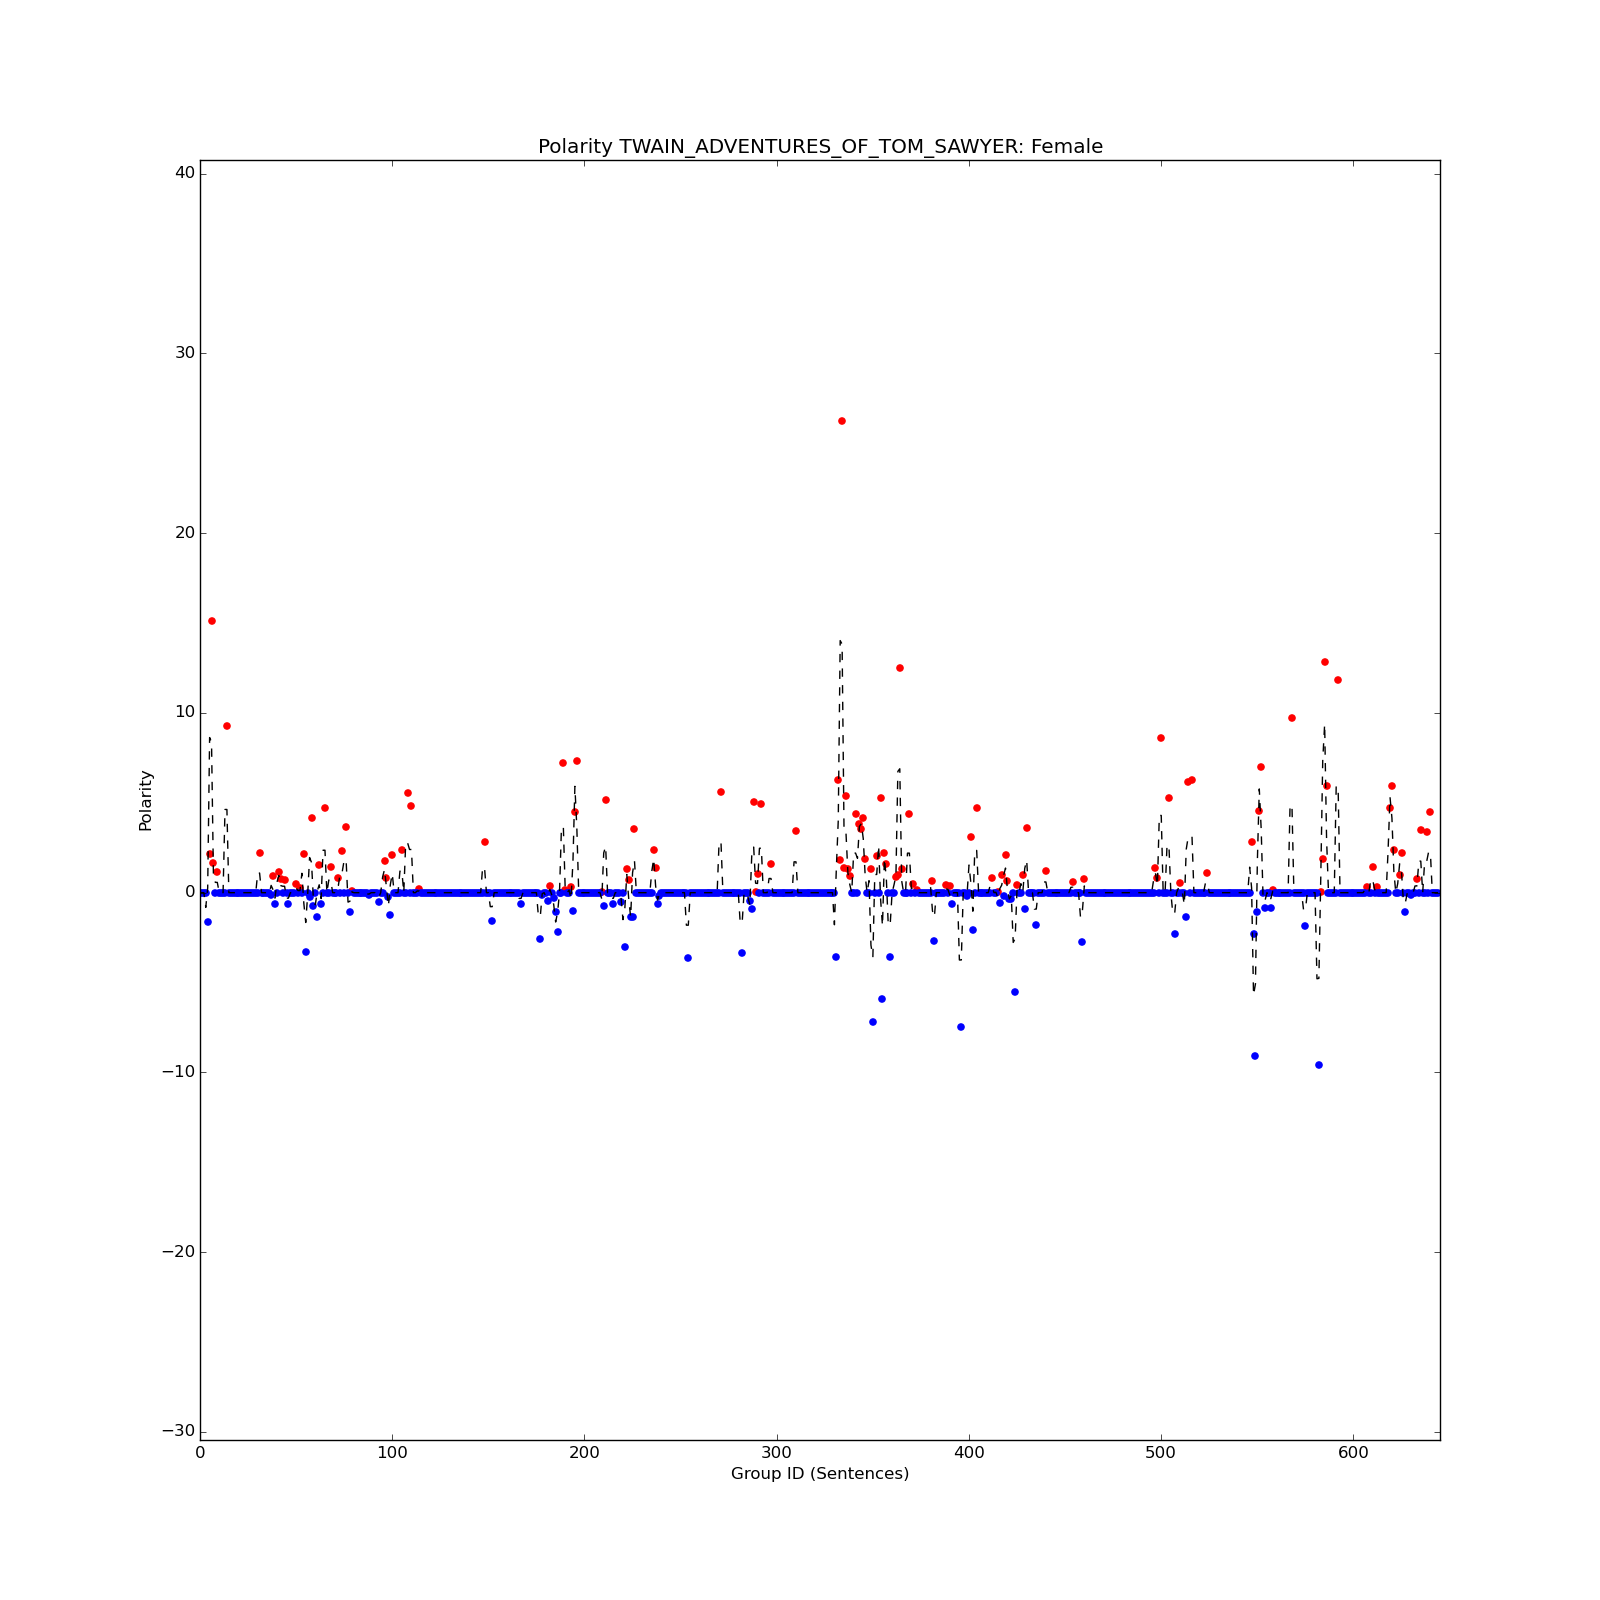 Polarity TWAIN_ADVENTURES_OF_TOM_SAWYER: Female
40
30
20
10
0
−10
−20
−30
Polarity
0 100 200 300 400 500 600
Group ID (Sentences)